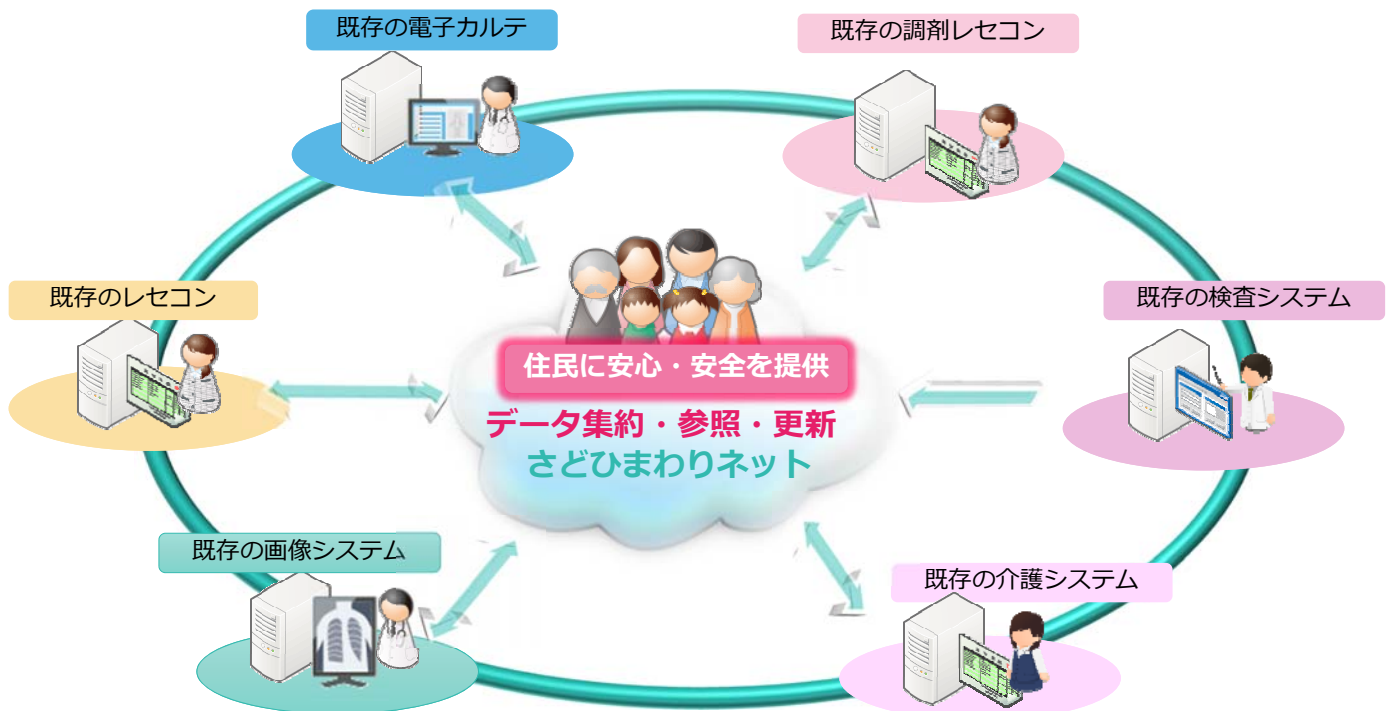 既存の電子カルテ
既存の調剤レセコン
既存のレセコン
既存の検査システム
住民に安心・安全を提供
データ集約・参照・更新
さどひまわりネット
既存の画像システム
既存の介護システム